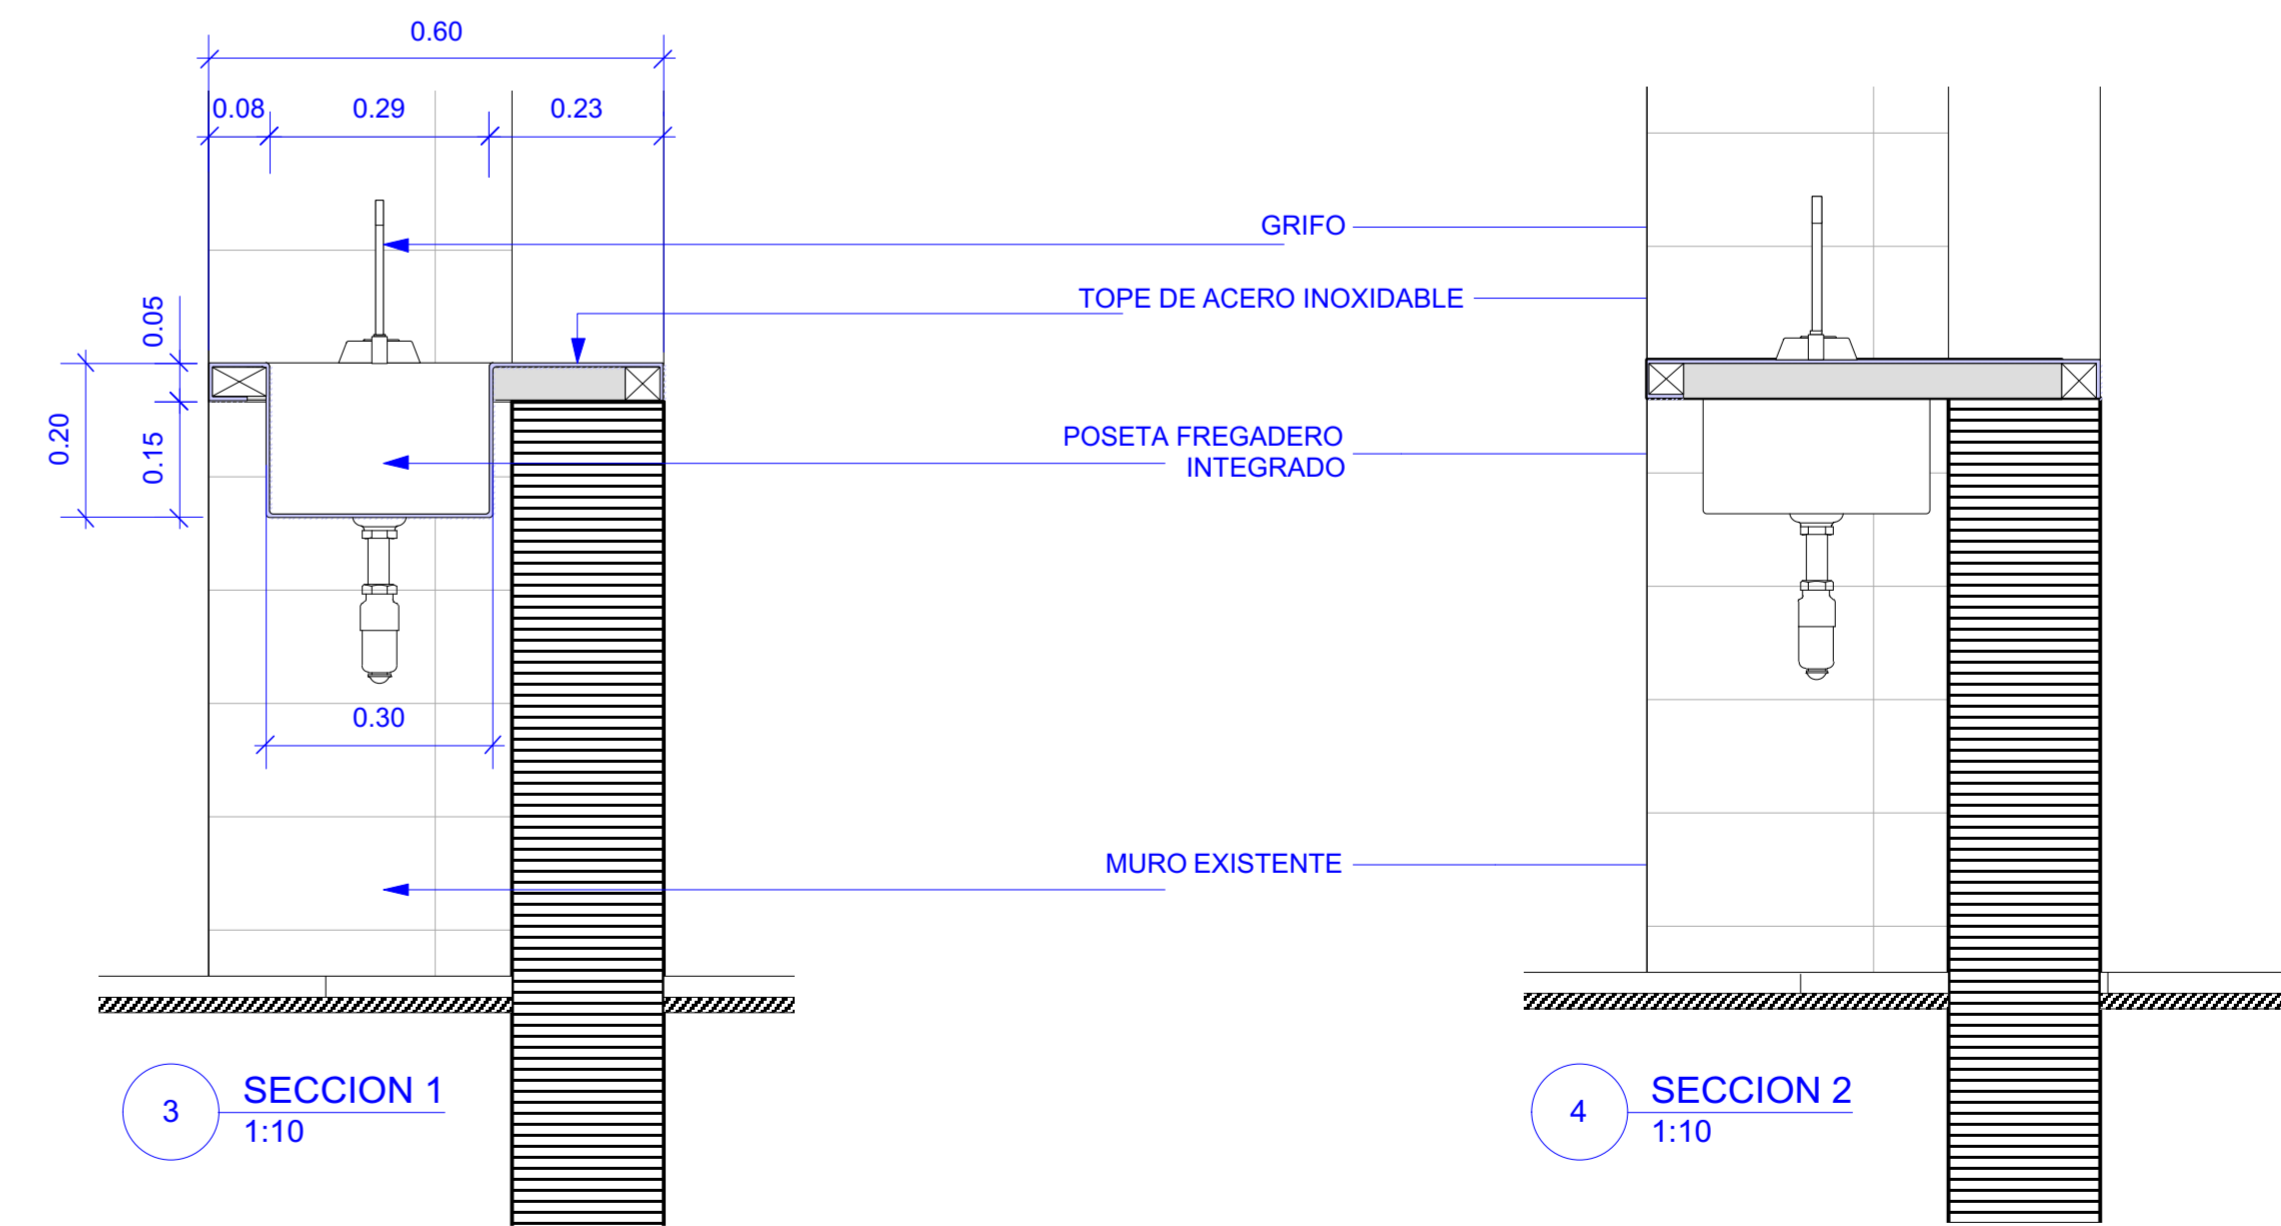 0.60
0.08 0.29 0.23
GRIFO
TOPE DE ACERO INOXIDABLE
0.05
0.20
0.15
POSETA FREGADERO
INTEGRADO
0.30
MURO EXISTENTE
3 SECCION 1
1:10
4 SECCION 2
1:10